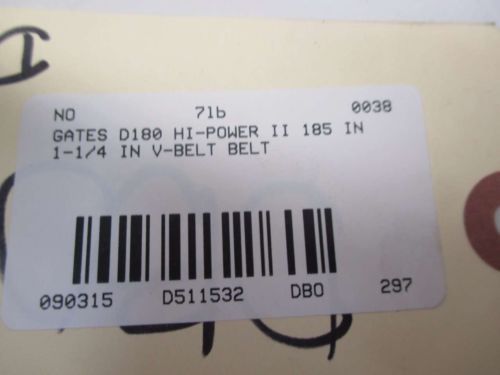 NO 7lb 0038
GATES D180 HI-POWER II 185 IN
1-1/4 IN V-BELT BELT
090315 D511532 DBO 297